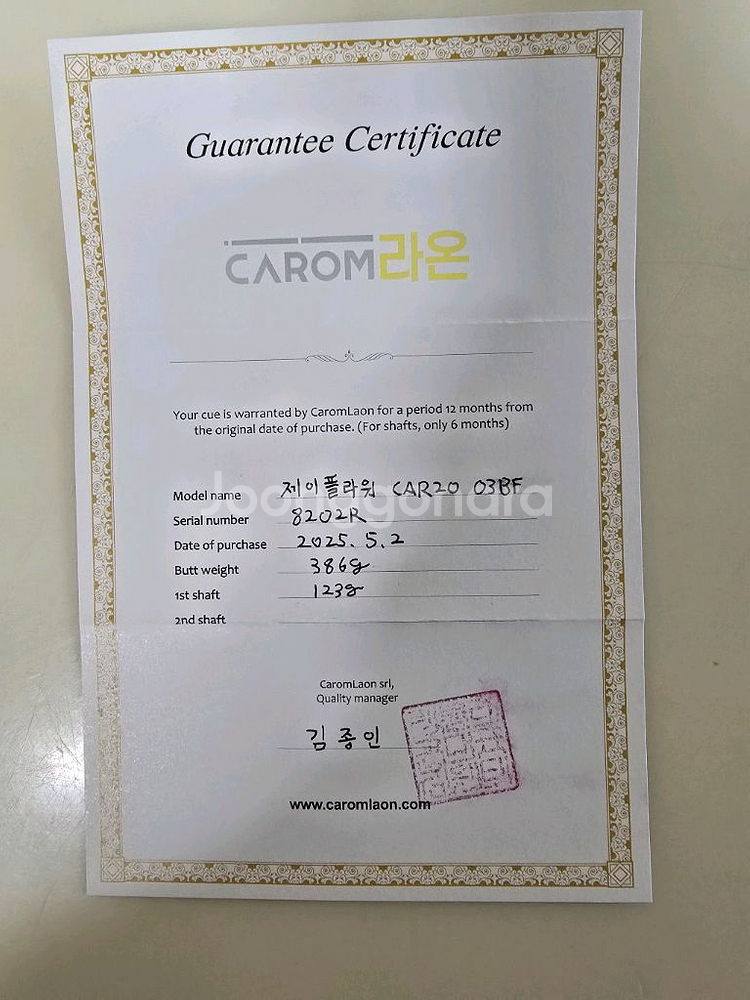 Guarantee Certificate
CAROM라온
Your cue is warranted by CaromLaon for a period 12 months from
the original date of purchase. (For shafts, only 6 months)
Model name 제이플라워 CAR20 03BF
Joongonara
Serial number 8202R
Date of purchase 2025. 5. 2
Butt weight 386g
1st shaft 123g
2nd shaft
CaromLaon srl,
Quality manager
김종인
www.caromlaon.com